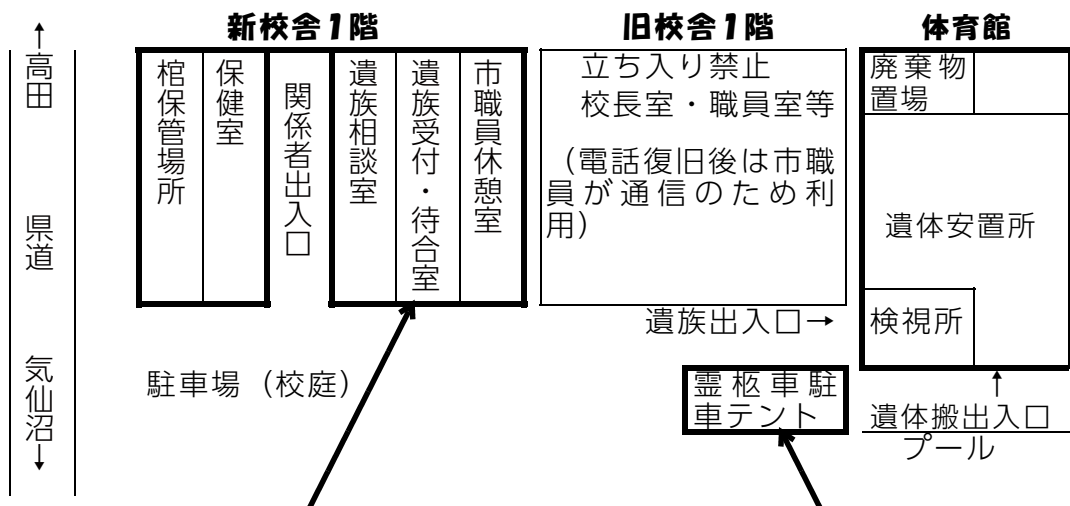 新校舎1階
旧校舎1階
体育館
↑高田
県道
気仙沼↓
棺保管場所
保健室
関係者出入口
遺族相談室
遺族受付・待合室
市職員休憩室
立ち入り禁止
校長室・職員室等
（電話復旧後は市職
員が通信のため利
用）
廃棄物
置場
遺体安置所
検視所
遺族出入口→
駐車場（校庭）
霊柩車駐
車テント
↑
遺体搬出入口
プール